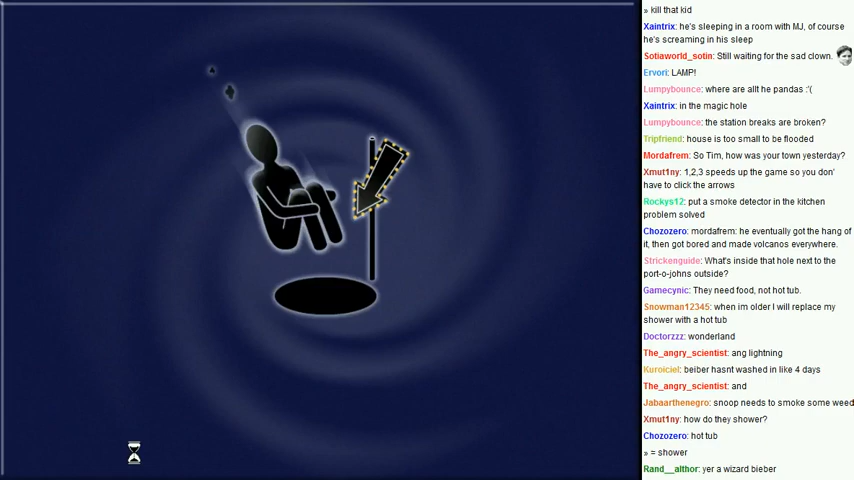 » kill that kid
Xaintrix: he's sleeping in a room with MJ, of course
he's screaming in his sleep
Sotiaworld_sotin: Still waiting for the sad clown.
Ervori: LAMP!
Lumpybounce: where are allt he pandas :'(
Xaintrix: in the magic hole
Lumpybounce: the station breaks are broken?
Tripfriend: house is too small to be flooded
Mordafrem: So Tim, how was your town yesterday?
Xmut1ny: 1,2,3 speeds up the game so you don'
have to click the arrows
Rockys12: put a smoke detector in the kitchen
problem solved
Chozozero: mordafrem: he eventually got the hang of
it, then got bored and made volcanos everywhere.
Strickenguide: What's inside that hole next to the
port-o-johns outside?
Gamecynic: They need food, not hot tub.
Snowman12345: when im older I will replace my
shower with a hot tub
Doctorzzz: wonderland
The_angry_scientist: ang lightning
Kuroiciel: beiber hasnt washed in like 4 days
The_angry_scientist: and
Jabaarthenegro: snoop needs to smoke some weed
Xmut1ny: how do they shower?
Chozozero: hot tub
» = shower
Rand__althor: yer a wizard bieber